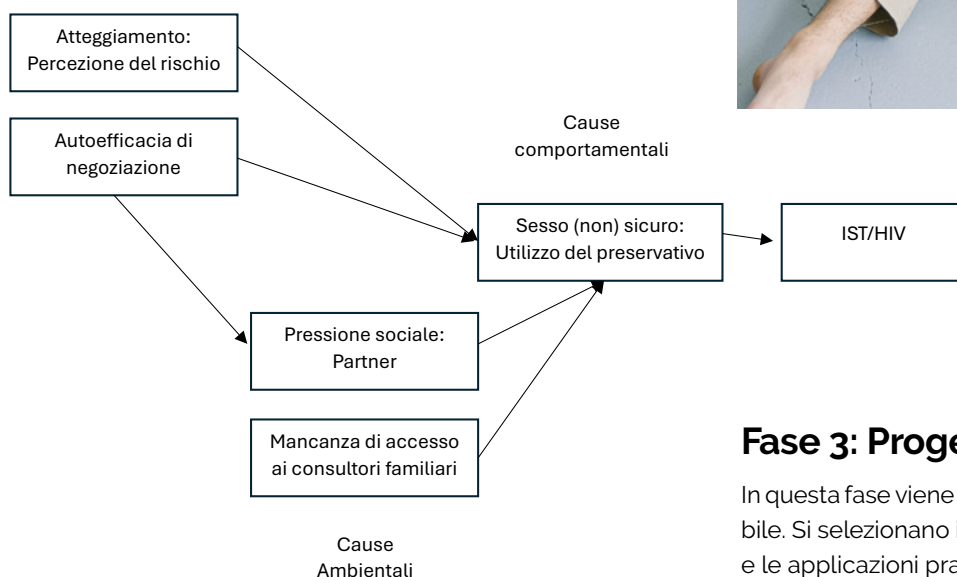 Atteggiamento:
Percezione del rischio
Autoefficacia di
negoziazione
Cause
comportamentali
Sesso (non) sicuro:
Utilizzo del preservativo
IST/HIV
Pressione sociale:
Partner
Mancanza di accesso
ai consultori familiari
Cause
Ambientali
Fase 3:
In questa fase viene
bile. Si selezionano
e le applicazioni